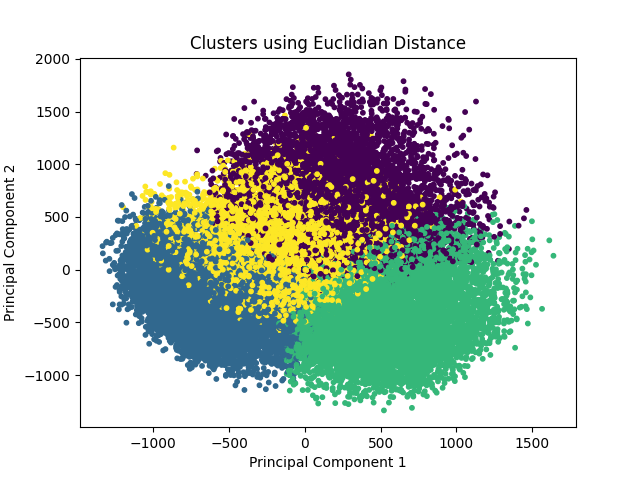 Clusters using Euclidian Distance
2000
1500
1000
500
0
−500
−1000
Principal Component 2
−1000 −500 0 500 1000 1500
Principal Component 1